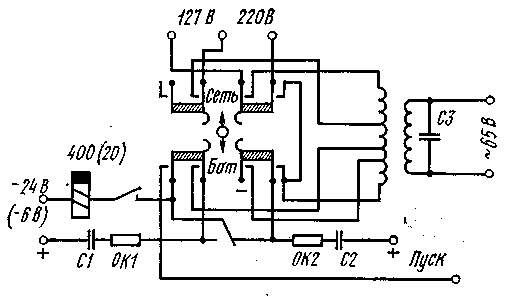 127 В 220В
Сеть
Бат
С3
~65 В
400(20)
-24 В
(-6 В)
+ С1 ОК1 ОК2 С2 +
Пуск